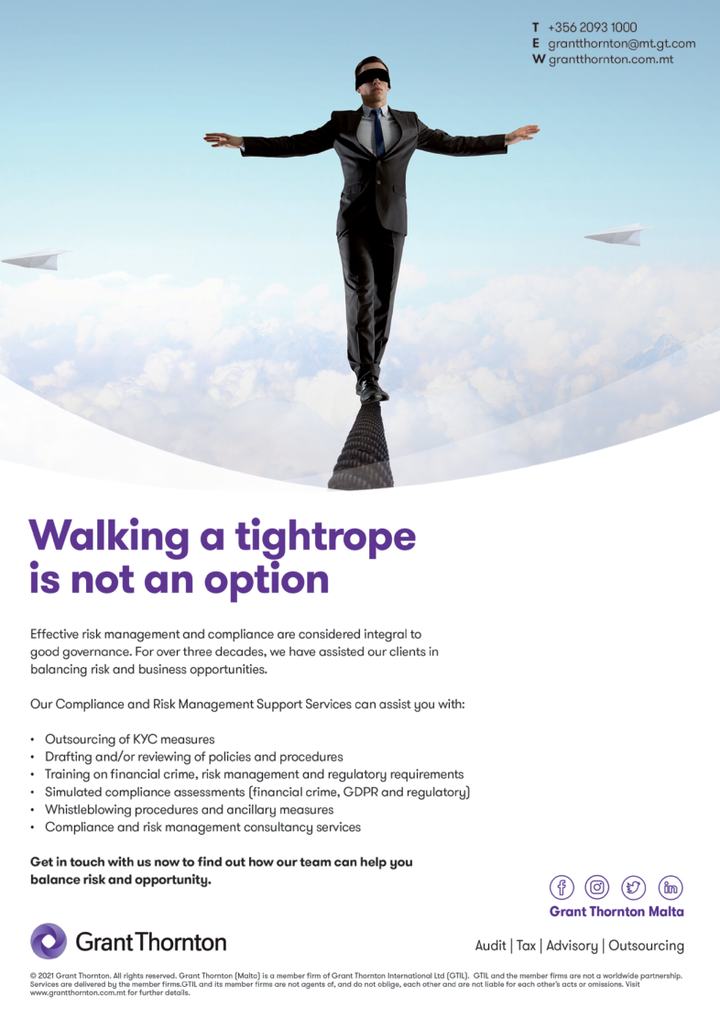 T +356 2093 1000
E grantthornton@mt.gt.com
W grantthornton.com.mt
Walking a tightrope
is not an option
Effective risk management and compliance are considered integral to
good governance. For over three decades, we have assisted our clients in
balancing risk and business opportunities.
Our Compliance and Risk Management Support Services can assist you with:
• Outsourcing of KYC measures
• Drafting and/or reviewing of policies and procedures
• Training on financial crime, risk management and regulatory requirements
• Simulated compliance assessments (financial crime, GDPR and regulatory)
• Whistleblowing procedures and ancillary measures
• Compliance and risk management consultancy services
Get in touch with us now to find out how our team can help you
balance risk and opportunity.
Grant Thornton Malta
Grant Thornton
Audit | Tax | Advisory | Outsourcing
© 2021 Grant Thornton. All rights reserved. Grant Thornton (Malta) is a member firm of Grant Thornton International Ltd (GTIL). GTIL and the member firms are not a worldwide partnership.
Services are delivered by the member firms.GTIL and its member firms are not agents of, and do not oblige, each other and are not liable for each other's acts or omissions. Visit
www.grantthornton.com.mt for further details.